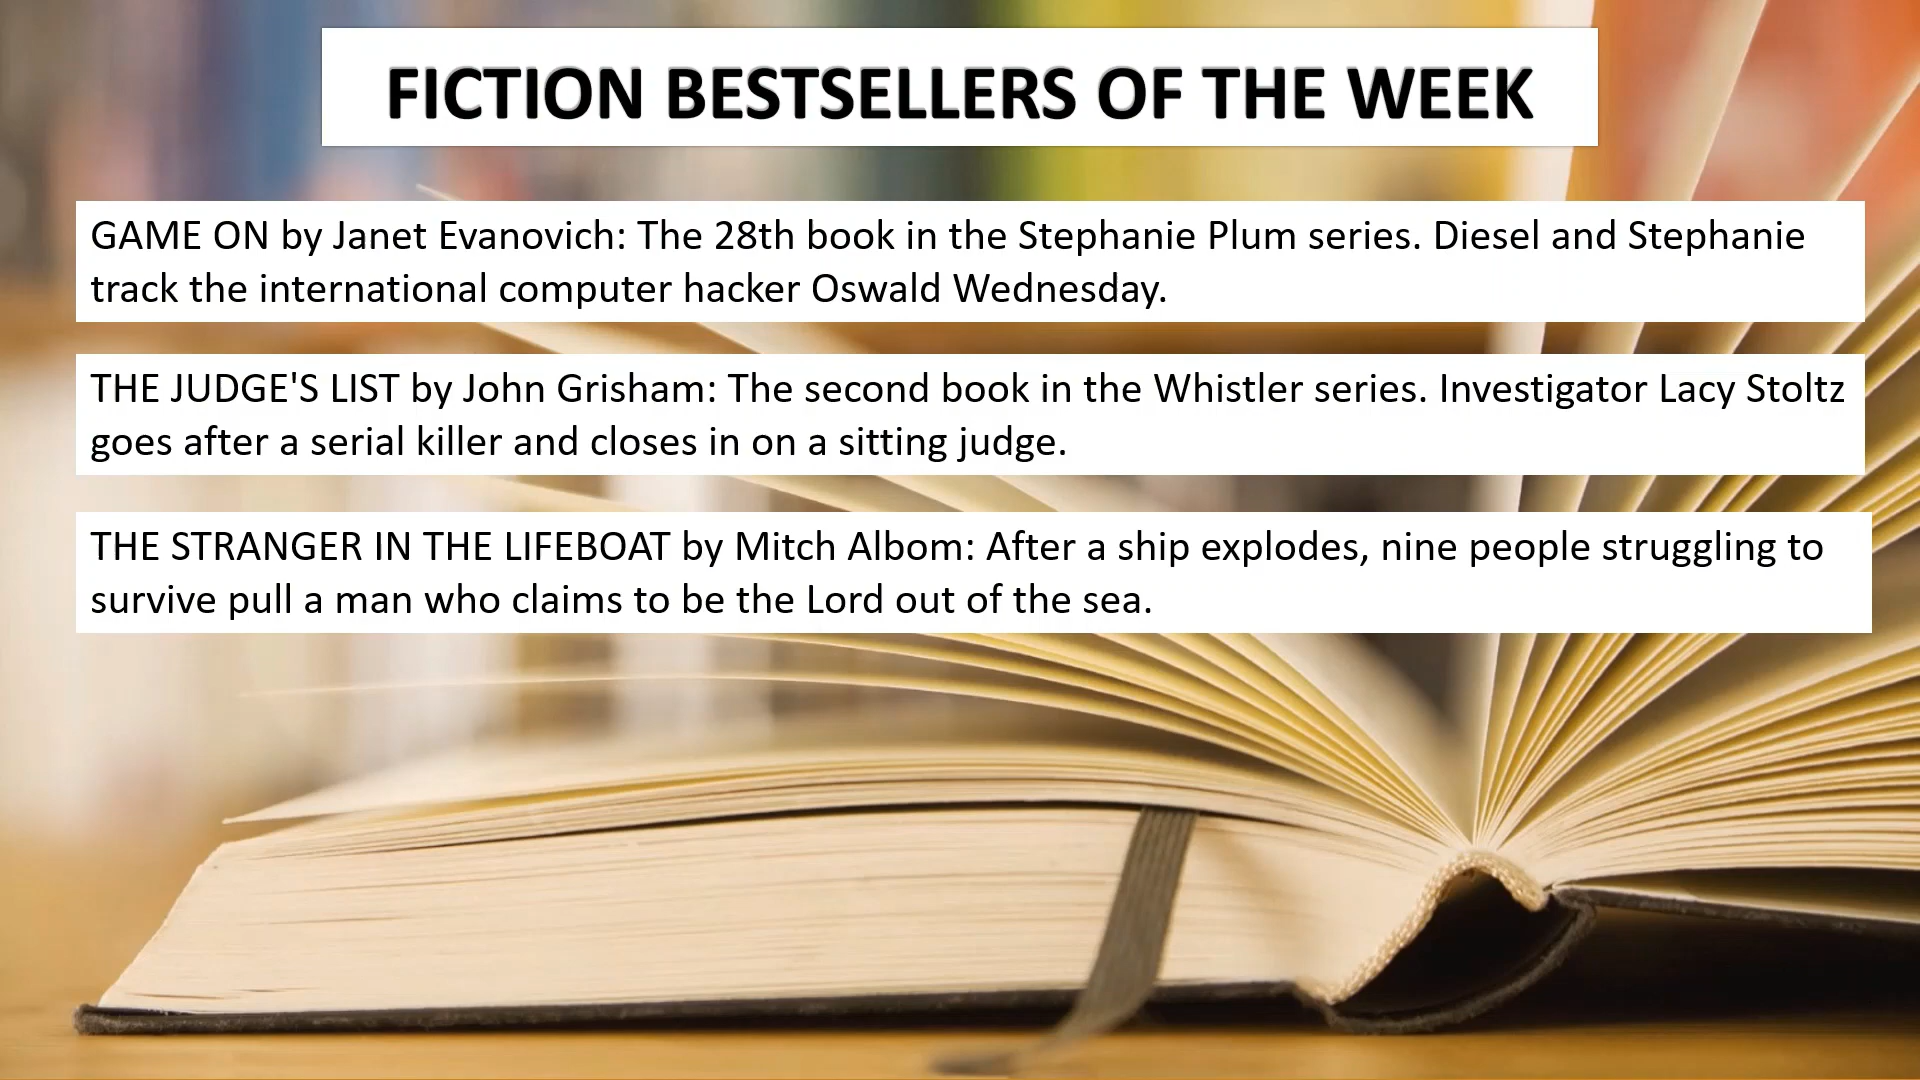 FICTION BESTSELLERS OF THE WEEK
GAME ON by Janet Evanovich: The 28th book in the Stephanie Plum series. Diesel and Stephanie
track the international computer hacker Oswald Wednesday.
THE JUDGE'S LIST by John Grisham: The second book in the Whistler series. Investigator Lacy Stoltz
goes after a serial killer and closes in on a sitting judge.
THE STRANGER IN THE LIFEBOAT by Mitch Albom: After a ship explodes, nine people struggling to
survive pull a man who claims to be the Lord out of the sea.